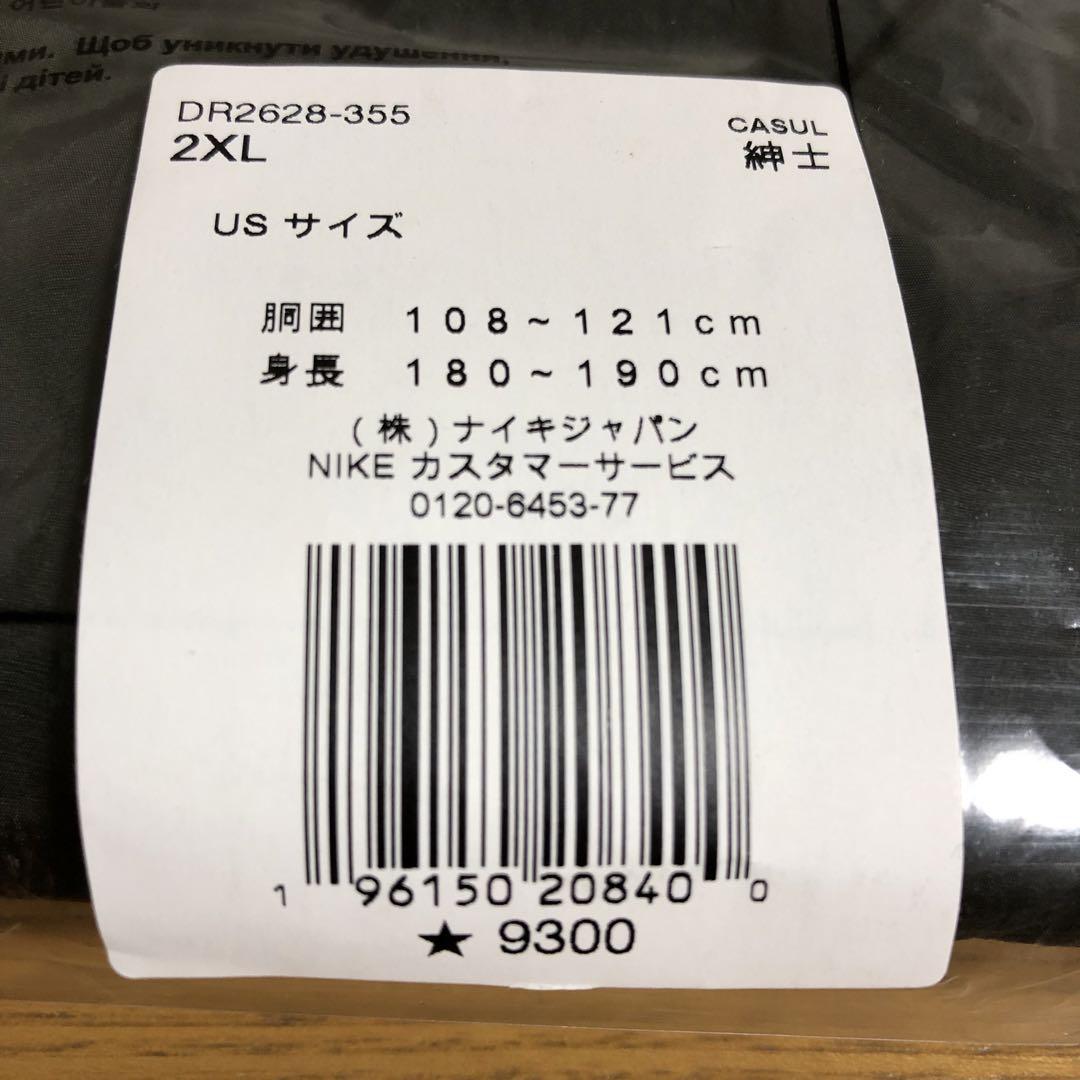 ми. Щоб уникнути удушення,
і дітей.
DR2628-355
CASUL
2XL
紳士
US サイズ
胴囲 108~121cm
身長 180~190cm
(株)ナイキジャパン
NIKE カスタマーサービス
0120-6453-77
1 96150 20840 0
★ 9300